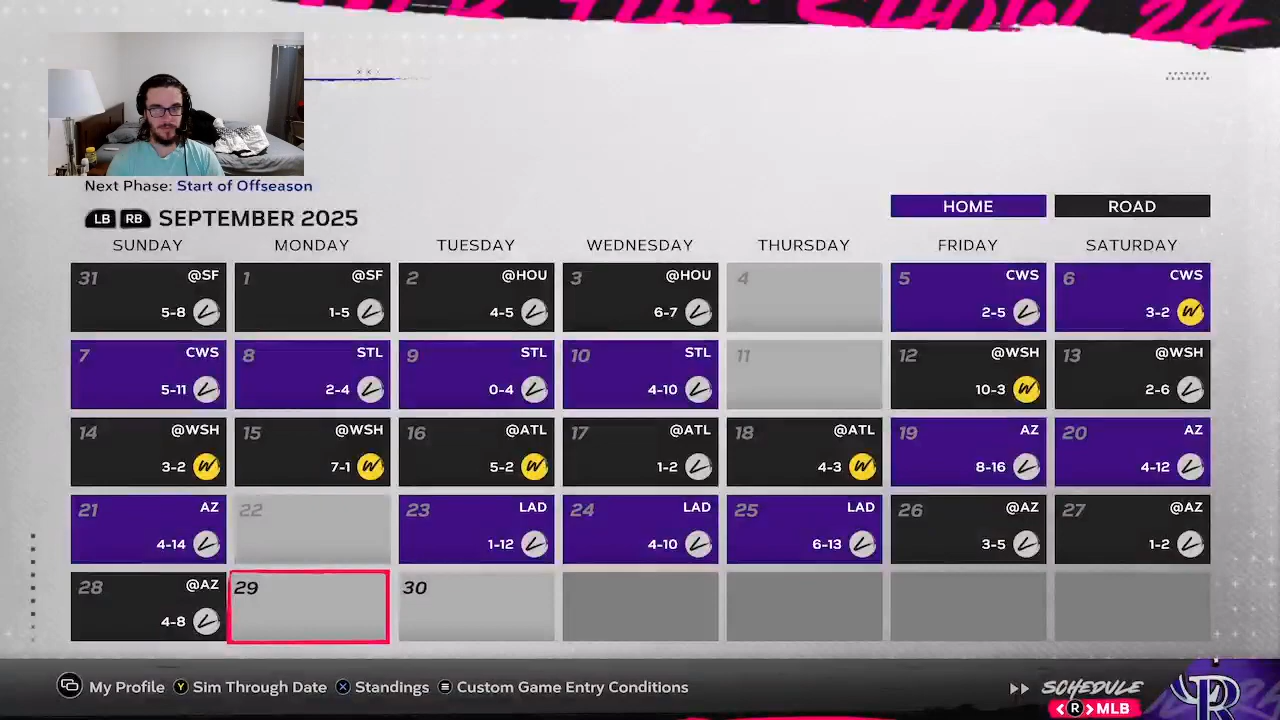 MLB THE SHOW 24
Next Phase: Start of Offseason
LB RB SEPTEMBER 2025
HOME ROAD
SUNDAY MONDAY TUESDAY WEDNESDAY THURSDAY FRIDAY SATURDAY
31 @SF 1 @SF 2 @HOU 3 @HOU 4 5 CWS 6 CWS
5-8 L 1-5 L 4-5 L 6-7 L 2-5 L 3-2 W
7 CWS 8 STL 9 STL 10 STL 11 12 @WSH 13 @WSH
5-11 L 2-4 L 0-4 L 4-10 L 10-3 W 2-6 L
14 @WSH 15 @WSH 16 @ATL 17 @ATL 18 @ATL 19 AZ 20 AZ
3-2 W 7-1 W 5-2 W 1-2 L 4-3 W 8-16 L 4-12 L
21 AZ 22 23 LAD 24 LAD 25 LAD 26 @AZ 27 @AZ
4-14 L 1-12 L 4-10 L 6-13 L 3-5 L 1-2 L
28 @AZ 29 30
4-8 L
My Profile Y Sim Through Date X Standings Custom Game Entry Conditions SCHEDULE
R MLB